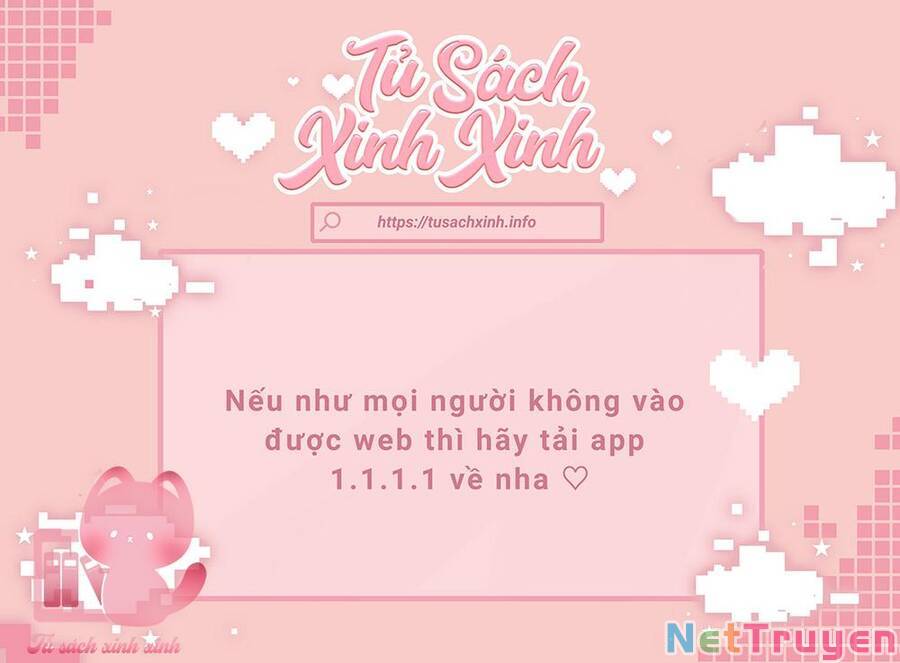 Tủ Sách
Xinh Xinh
https://tusachxinh.info
Nếu như mọi người không vào
được web thì hãy tải app
1.1.1.1 về nha ♡
Tủ sách xinh xinh
NetTruyen